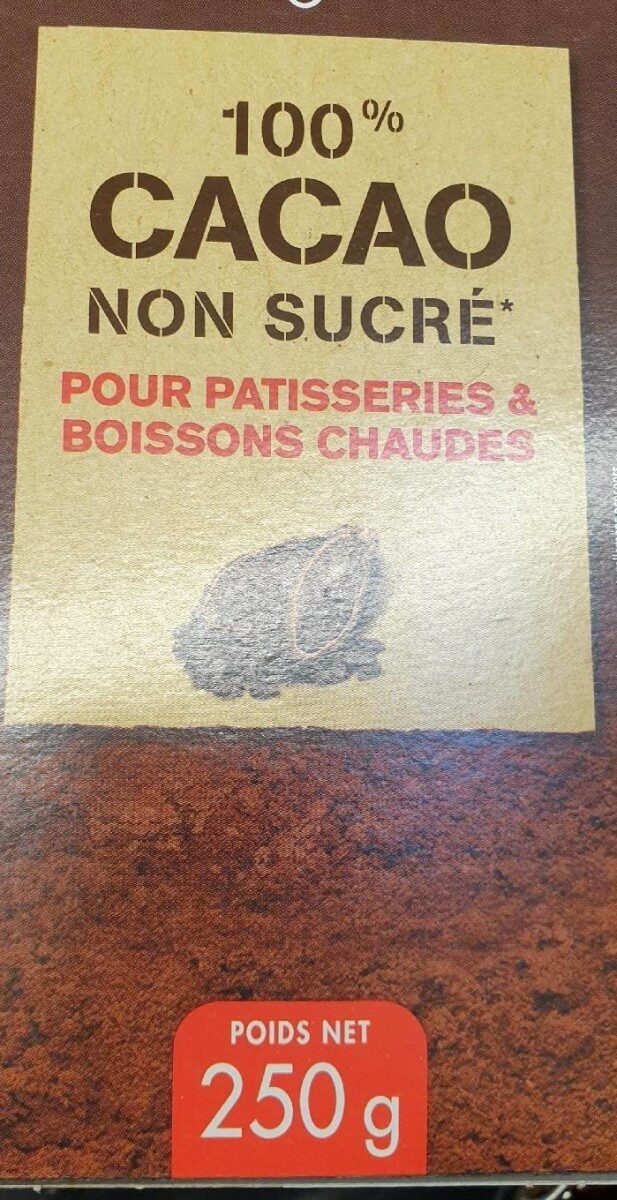 100%
CACAO
NON SUCRÉ*
POUR PATISSERIES &
BOISSONS CHAUDES
POIDS NET
250 g